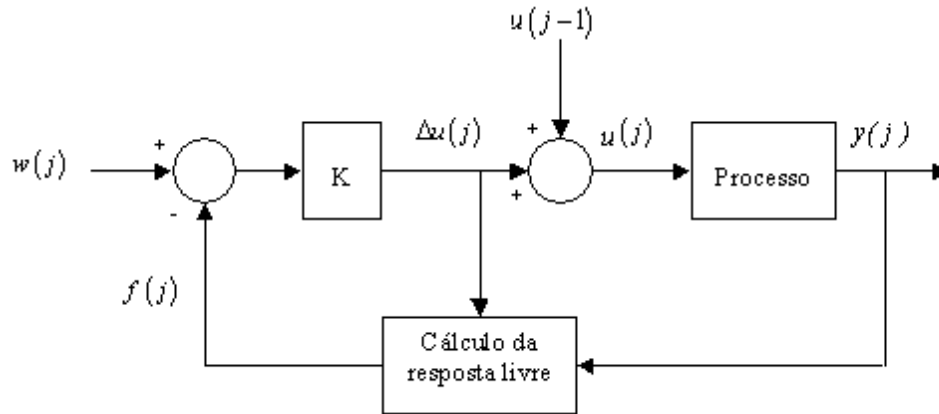 u(j-1)
+
Δu(j)
+
u(j)
y(j)
w(j)
K
Processo
-
+
f(j)
Cálculo da
resposta livre